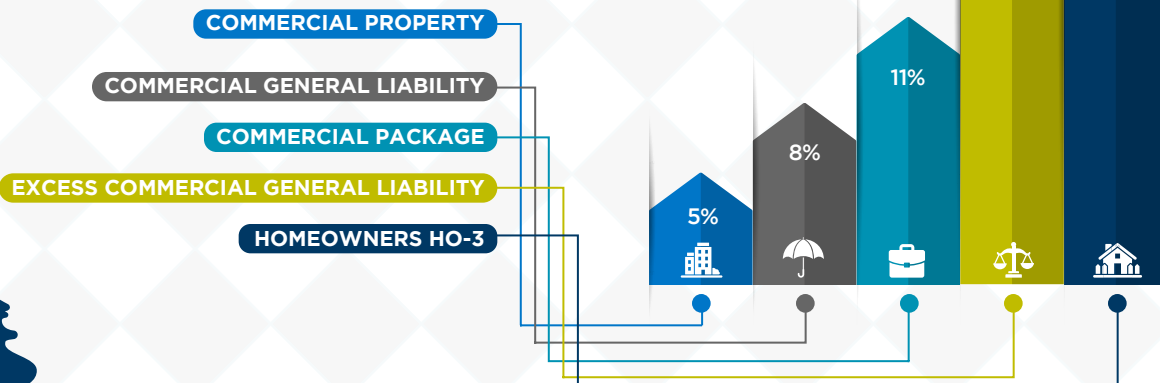 COMMERCIAL PROPERTY
COMMERCIAL GENERAL LIABILITY
COMMERCIAL PACKAGE
EXCESS COMMERCIAL GENERAL LIABILITY
HOMEOWNERS HO-3
11%
8%
5%